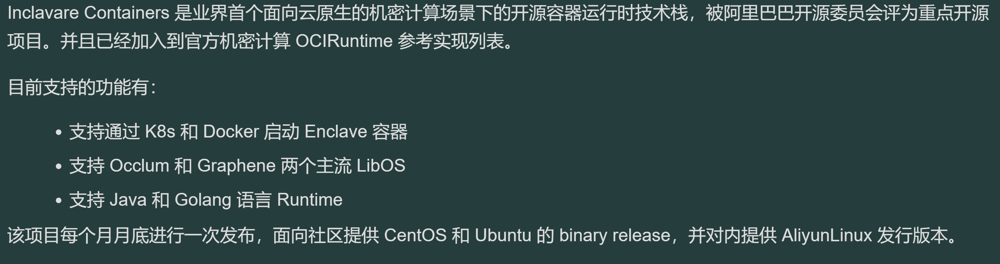 Inclavare Containers 是业界首个面向云原生的机密计算场景下的开源容器运行时技术栈，被阿里巴巴开源委员会评为重点开源
项目。并且已经加入到官方机密计算 OCIRuntime 参考实现列表。
目前支持的功能有：
• 支持通过 K8s 和 Docker 启动 Enclave 容器
• 支持 Occlum 和 Graphene 两个主流 LibOS
• 支持 Java 和 Golang 语言 Runtime
该项目每个月月底进行一次发布，面向社区提供 CentOS 和 Ubuntu 的 binary release，并对内提供 AliyunLinux 发行版本。